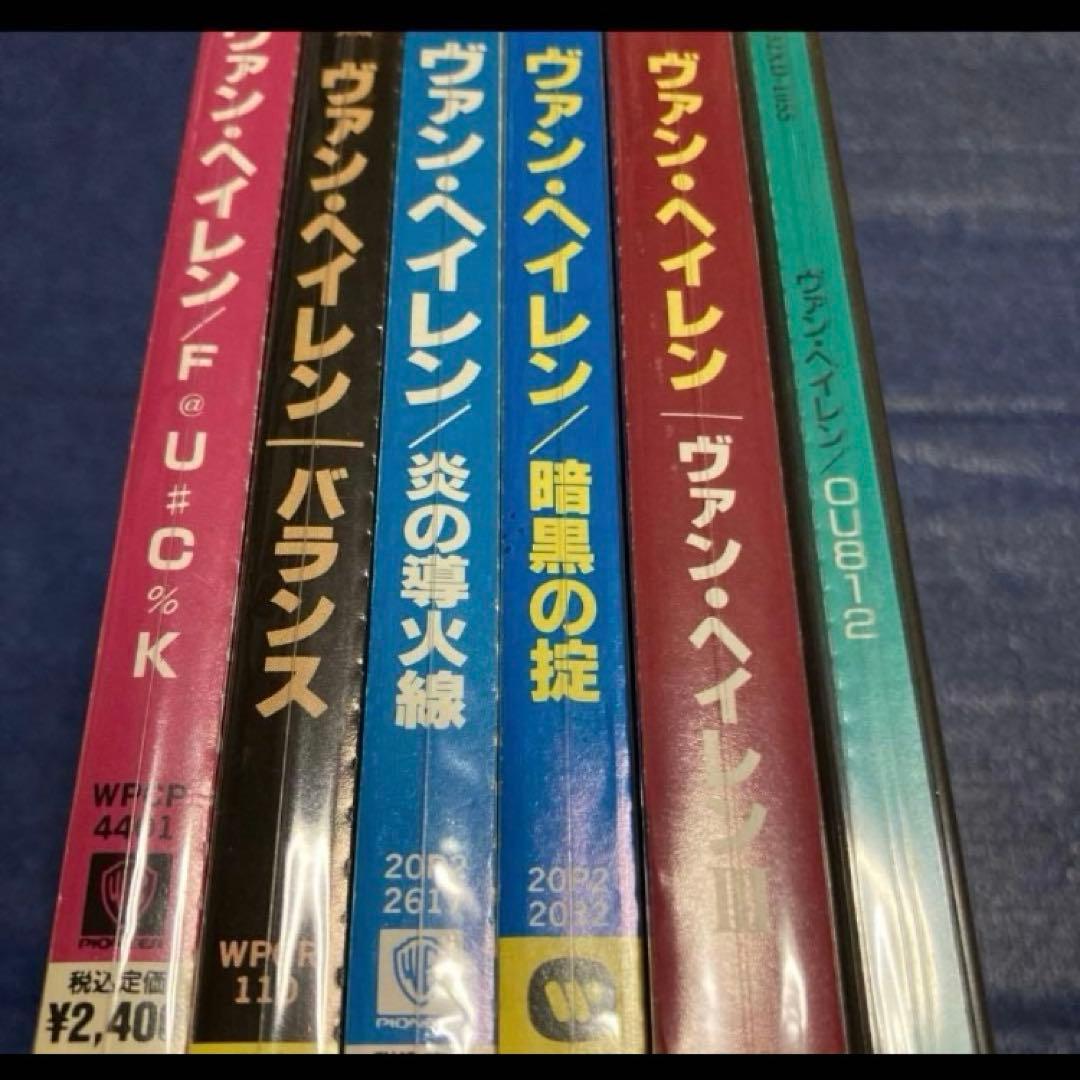 ヴァン・ヘイレン/F@U#C%K
WPCP
4401
PIONEER
税込定価
¥2,400
ヴァン・ヘイレン/バランス
WPCR
110
ヴァン・ヘイレン/炎の導火線
20P2
2617
PIONEER
ヴァン・ヘイレン/暗黒の掟
20P2
ヴァン・ヘイレン/ヴァン・ヘイレンIII
ヴァン・ヘイレン/OU812